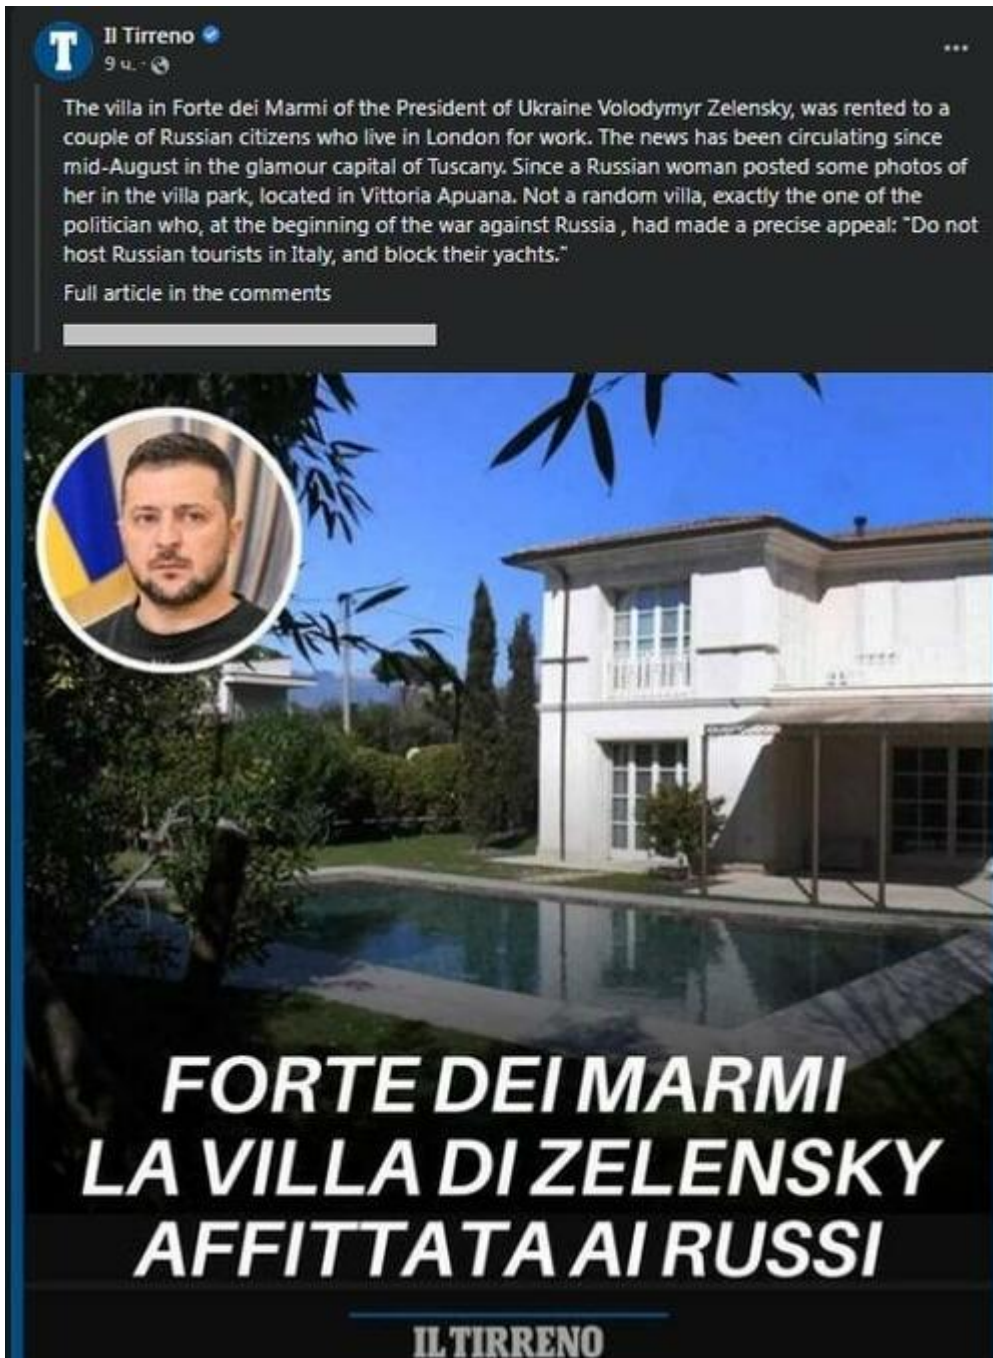 Il Tirreno
9 ч. ·
The villa in Forte dei Marmi of the President of Ukraine Volodymyr Zelensky, was rented to a
couple of Russian citizens who live in London for work. The news has been circulating since
mid-August in the glamour capital of Tuscany. Since a Russian woman posted some photos of
her in the villa park, located in Vittoria Apuana. Not a random villa, exactly the one of the
politician who, at the beginning of the war against Russia , had made a precise appeal: "Do not
host Russian tourists in Italy, and block their yachts."
Full article in the comments
FORTE DEI MARMI
LA VILLA DI ZELENSKY
AFFITTATA AI RUSSI
IL TIRRENO